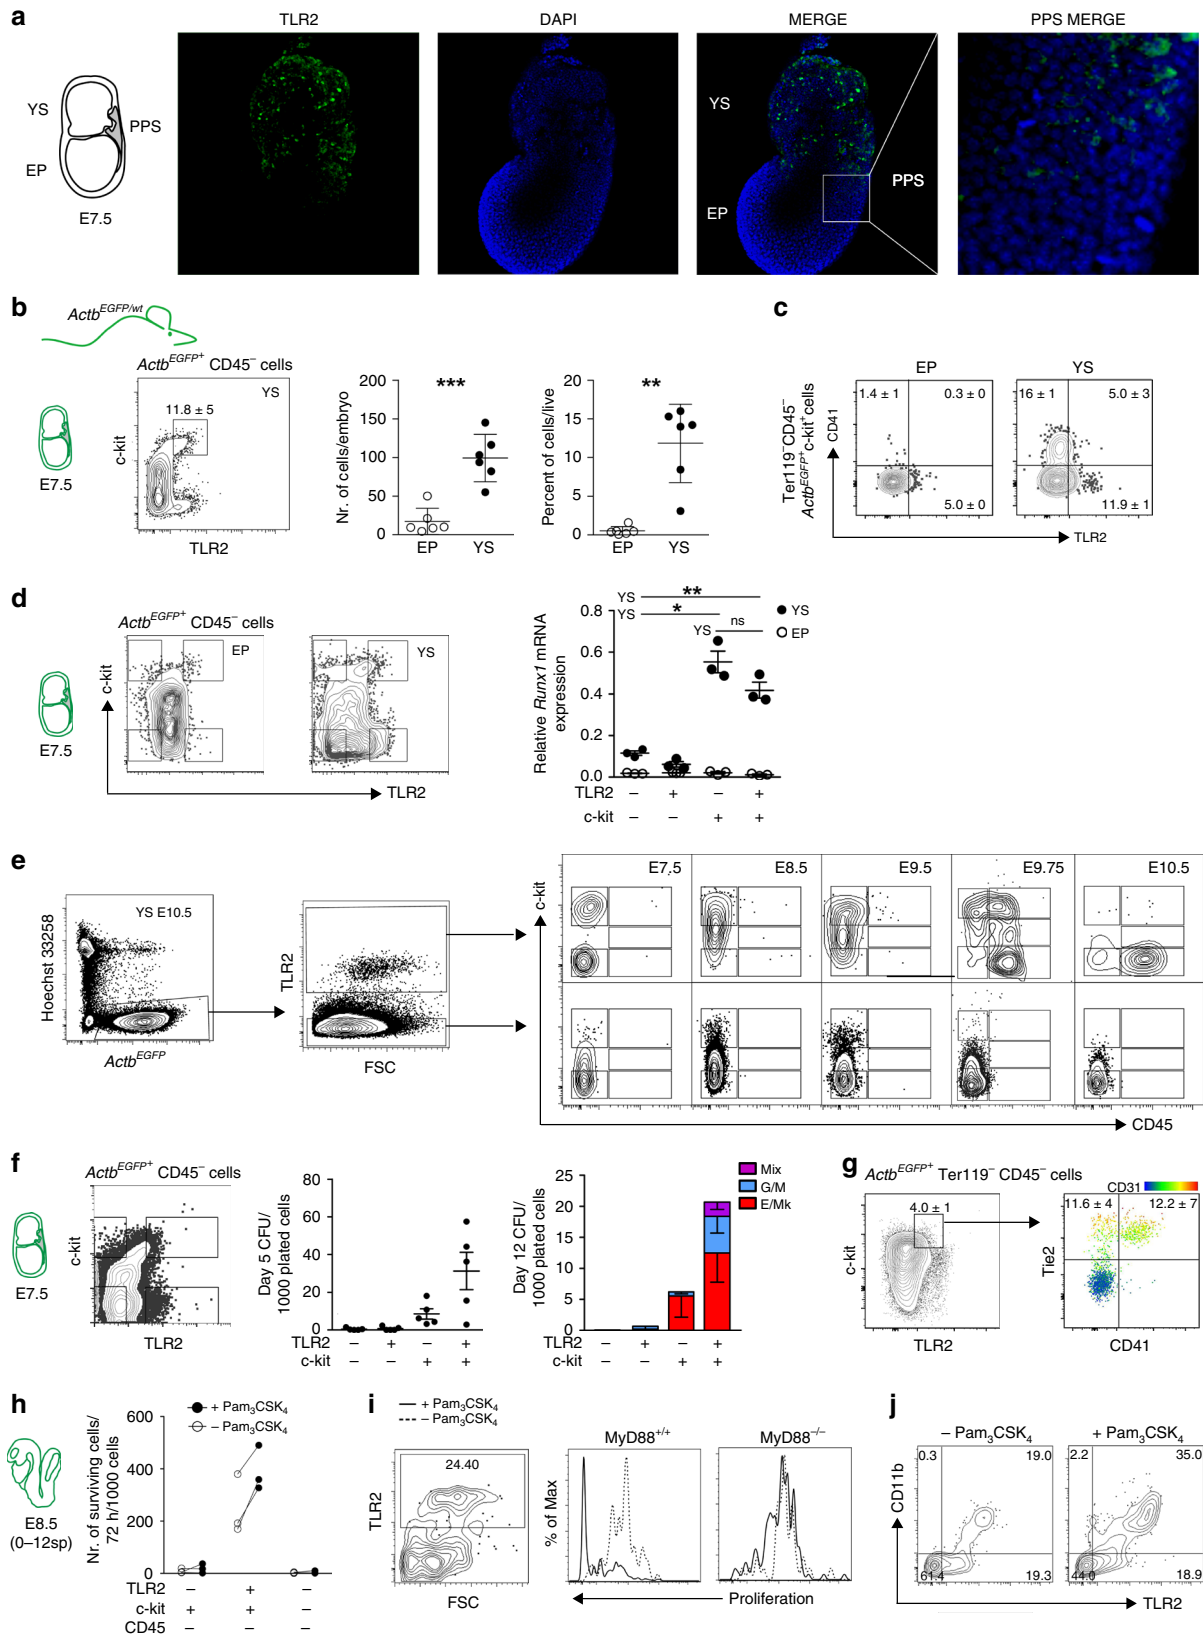 a
TLR2
DAPI
MERGE
PPS MERGE
YS
PPS
EP
E7.5
YS
EP
PPS
b
Actb^EGFP/wt
Actb^EGFP+ CD45− cells
YS
11.8 ± 5
c-kit
TLR2
E7.5
Nr. of cells/embryo
200
150
100
50
0
***
EP
YS
Percent of cells/live
20
15
10
5
0
**
EP
YS
c
EP
YS
Ter119−CD45−
Actb^EGFP+ c-kit+ cells
CD41
1.4 ± 1
0.3 ± 0
5.0 ± 0
16 ± 1
5.0 ± 3
11.9 ± 1
TLR2
d
Actb^EGFP+ CD45− cells
EP
YS
c-kit
TLR2
E7.5
Relative Runx1 mRNA
expression
0.8
0.6
0.4
0.2
0.0
YS
**
YS
*
YS
ns
YS
EP
TLR2 − + − +
c-kit − − + +
e
YS E10.5
Hoechst 33258
Actb^EGFP
TLR2
FSC
c-kit
E7.5
E8.5
E9.5
E9.75
E10.5
CD45
f
Actb^EGFP+ CD45− cells
c-kit
TLR2
E7.5
Day 5 CFU/
1000 plated cells
80
60
40
20
0
TLR2 − + − +
c-kit − − + +
Day 12 CFU/
1000 plated cells
25
20
15
10
5
0
Mix
G/M
E/Mk
TLR2 − + − +
c-kit − − + +
g
Actb^EGFP+ Ter119− CD45− cells
4.0 ± 1
c-kit
TLR2
CD31
11.6 ± 4
12.2 ± 7
Tie2
CD41
h
+ Pam3CSK4
− Pam3CSK4
Nr. of surviving cells/
72 h/1000 cells
600
400
200
0
E8.5
(0–12sp)
TLR2 − + −
c-kit + + −
CD45 − − −
i
+ Pam3CSK4
− Pam3CSK4
24.40
TLR2
FSC
MyD88+/+
MyD88−/−
% of Max
Proliferation
j
− Pam3CSK4
+ Pam3CSK4
CD11b
0.3
19.0
61.4
19.3
2.2
35.0
44.0
18.9
TLR2